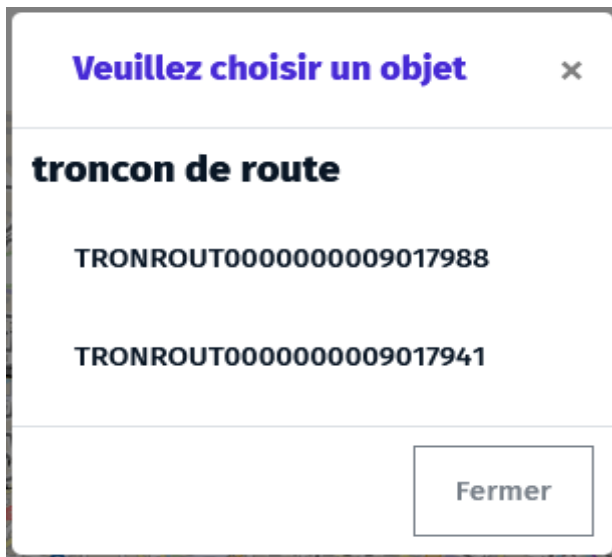 Veuillez choisir un objet ×
troncon de route
TRONROUT0000000009017988
TRONROUT0000000009017941
Fermer